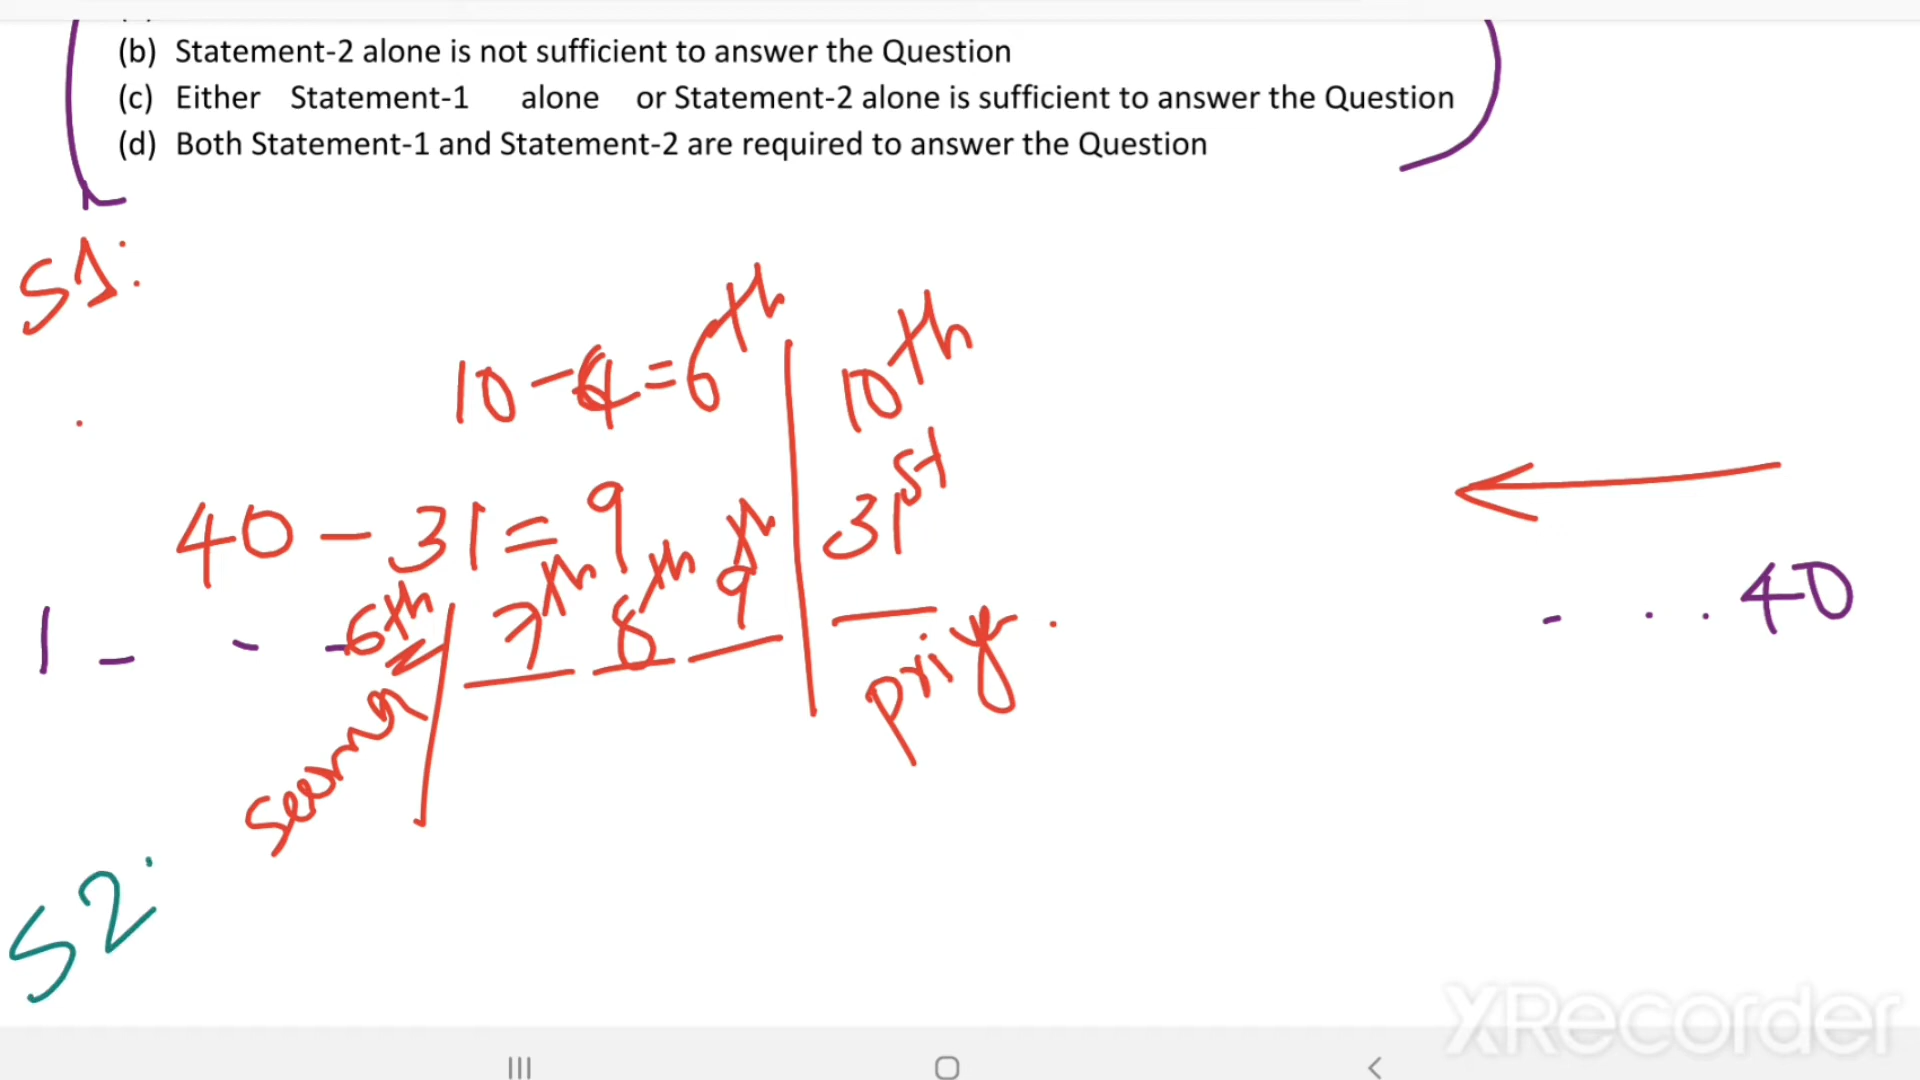 (b) Statement-2 alone is not sufficient to answer the Question
(c) Either Statement-1 alone or Statement-2 alone is sufficient to answer the Question
(d) Both Statement-1 and Statement-2 are required to answer the Question
S1:
10-4=6th 10th
40-31=9 31st
1 - - - 6th 7th 8th 9th - . . 40
seema priya
S2:
XRecorder